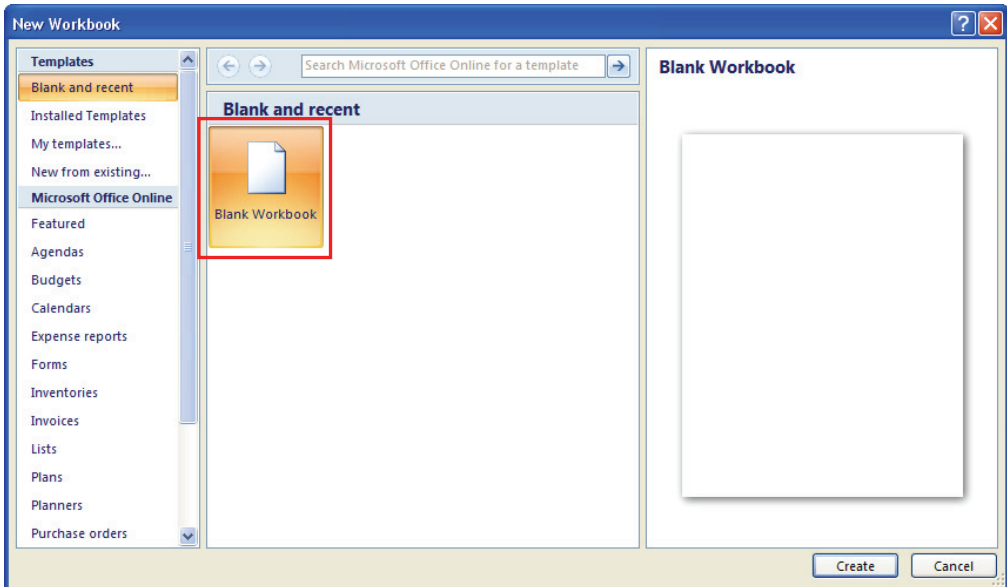 New Workbook
Templates
Blank and recent
Installed Templates
My templates...
New from existing...
Microsoft Office Online
Featured
Agendas
Budgets
Calendars
Expense reports
Forms
Inventories
Invoices
Lists
Plans
Planners
Purchase orders
Search Microsoft Office Online for a template
Blank and recent
Blank Workbook
Blank Workbook
Create
Cancel